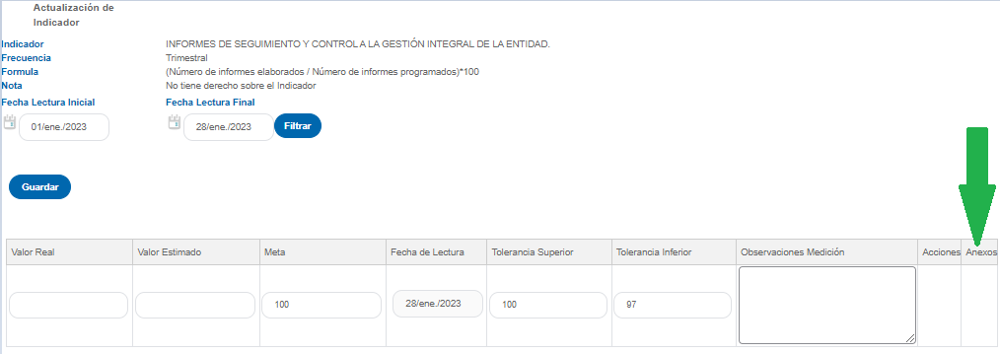 Actualización de
Indicador
Indicador INFORMES DE SEGUIMIENTO Y CONTROL A LA GESTIÓN INTEGRAL DE LA ENTIDAD.
Frecuencia Trimestral
Formula (Número de informes elaborados / Número de informes programados)*100
Nota No tiene derecho sobre el Indicador
Fecha Lectura Inicial Fecha Lectura Final
01/ene./2023 28/ene./2023 Filtrar
Guardar
Valor Real Valor Estimado Meta Fecha de Lectura Tolerancia Superior Tolerancia Inferior Observaciones Medición Acciones Anexos
100 28/ene./2023 100 97